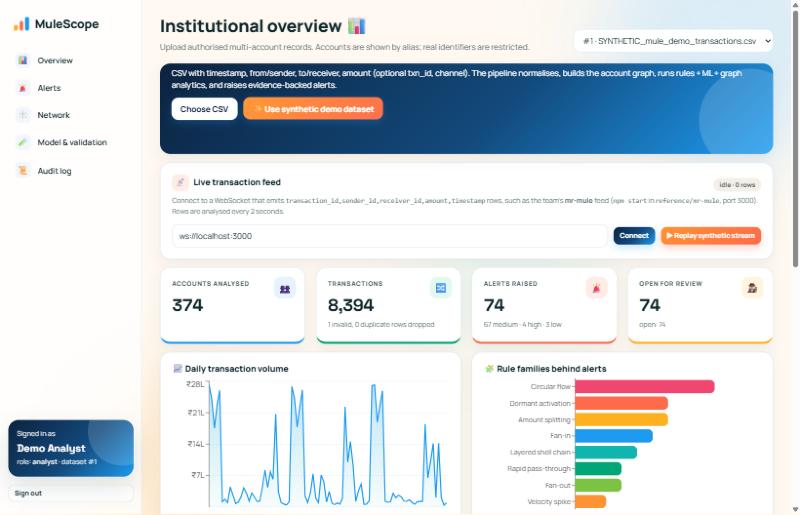 MuleScope
Overview
Alerts
Network
Model & validation
Audit log
Signed in as
Demo Analyst
role: analyst · dataset #1
Sign out
Institutional overview
Upload authorised multi-account records. Accounts are shown by alias; real identifiers are restricted.
#1 · SYNTHETIC_mule_demo_transactions.csv
CSV with timestamp, from/sender, to/receiver, amount (optional txn_id, channel). The pipeline normalises, builds the account graph, runs rules + ML + graph
analytics, and raises evidence-backed alerts.
Choose CSV
✨ Use synthetic demo dataset
Live transaction feed
idle · 0 rows
Connect to a WebSocket that emits transaction_id,sender_id,receiver_id,amount,timestamp rows, such as the team's mr-mule feed (npm start in reference/mr-mule, port 3000).
Rows are analysed every 2 seconds.
ws://localhost:3000
Connect
▶ Replay synthetic stream
ACCOUNTS ANALYSED
374
TRANSACTIONS
8,394
1 invalid, 0 duplicate rows dropped
ALERTS RAISED
74
67 medium · 4 high · 3 low
OPEN FOR REVIEW
74
open: 74
Daily transaction volume
₹28L
₹21L
₹14L
₹7L
Rule families behind alerts
Circular flow
Dormant activation
Amount splitting
Fan-in
Layered shell chain
Rapid pass-through
Fan-out
Velocity spike